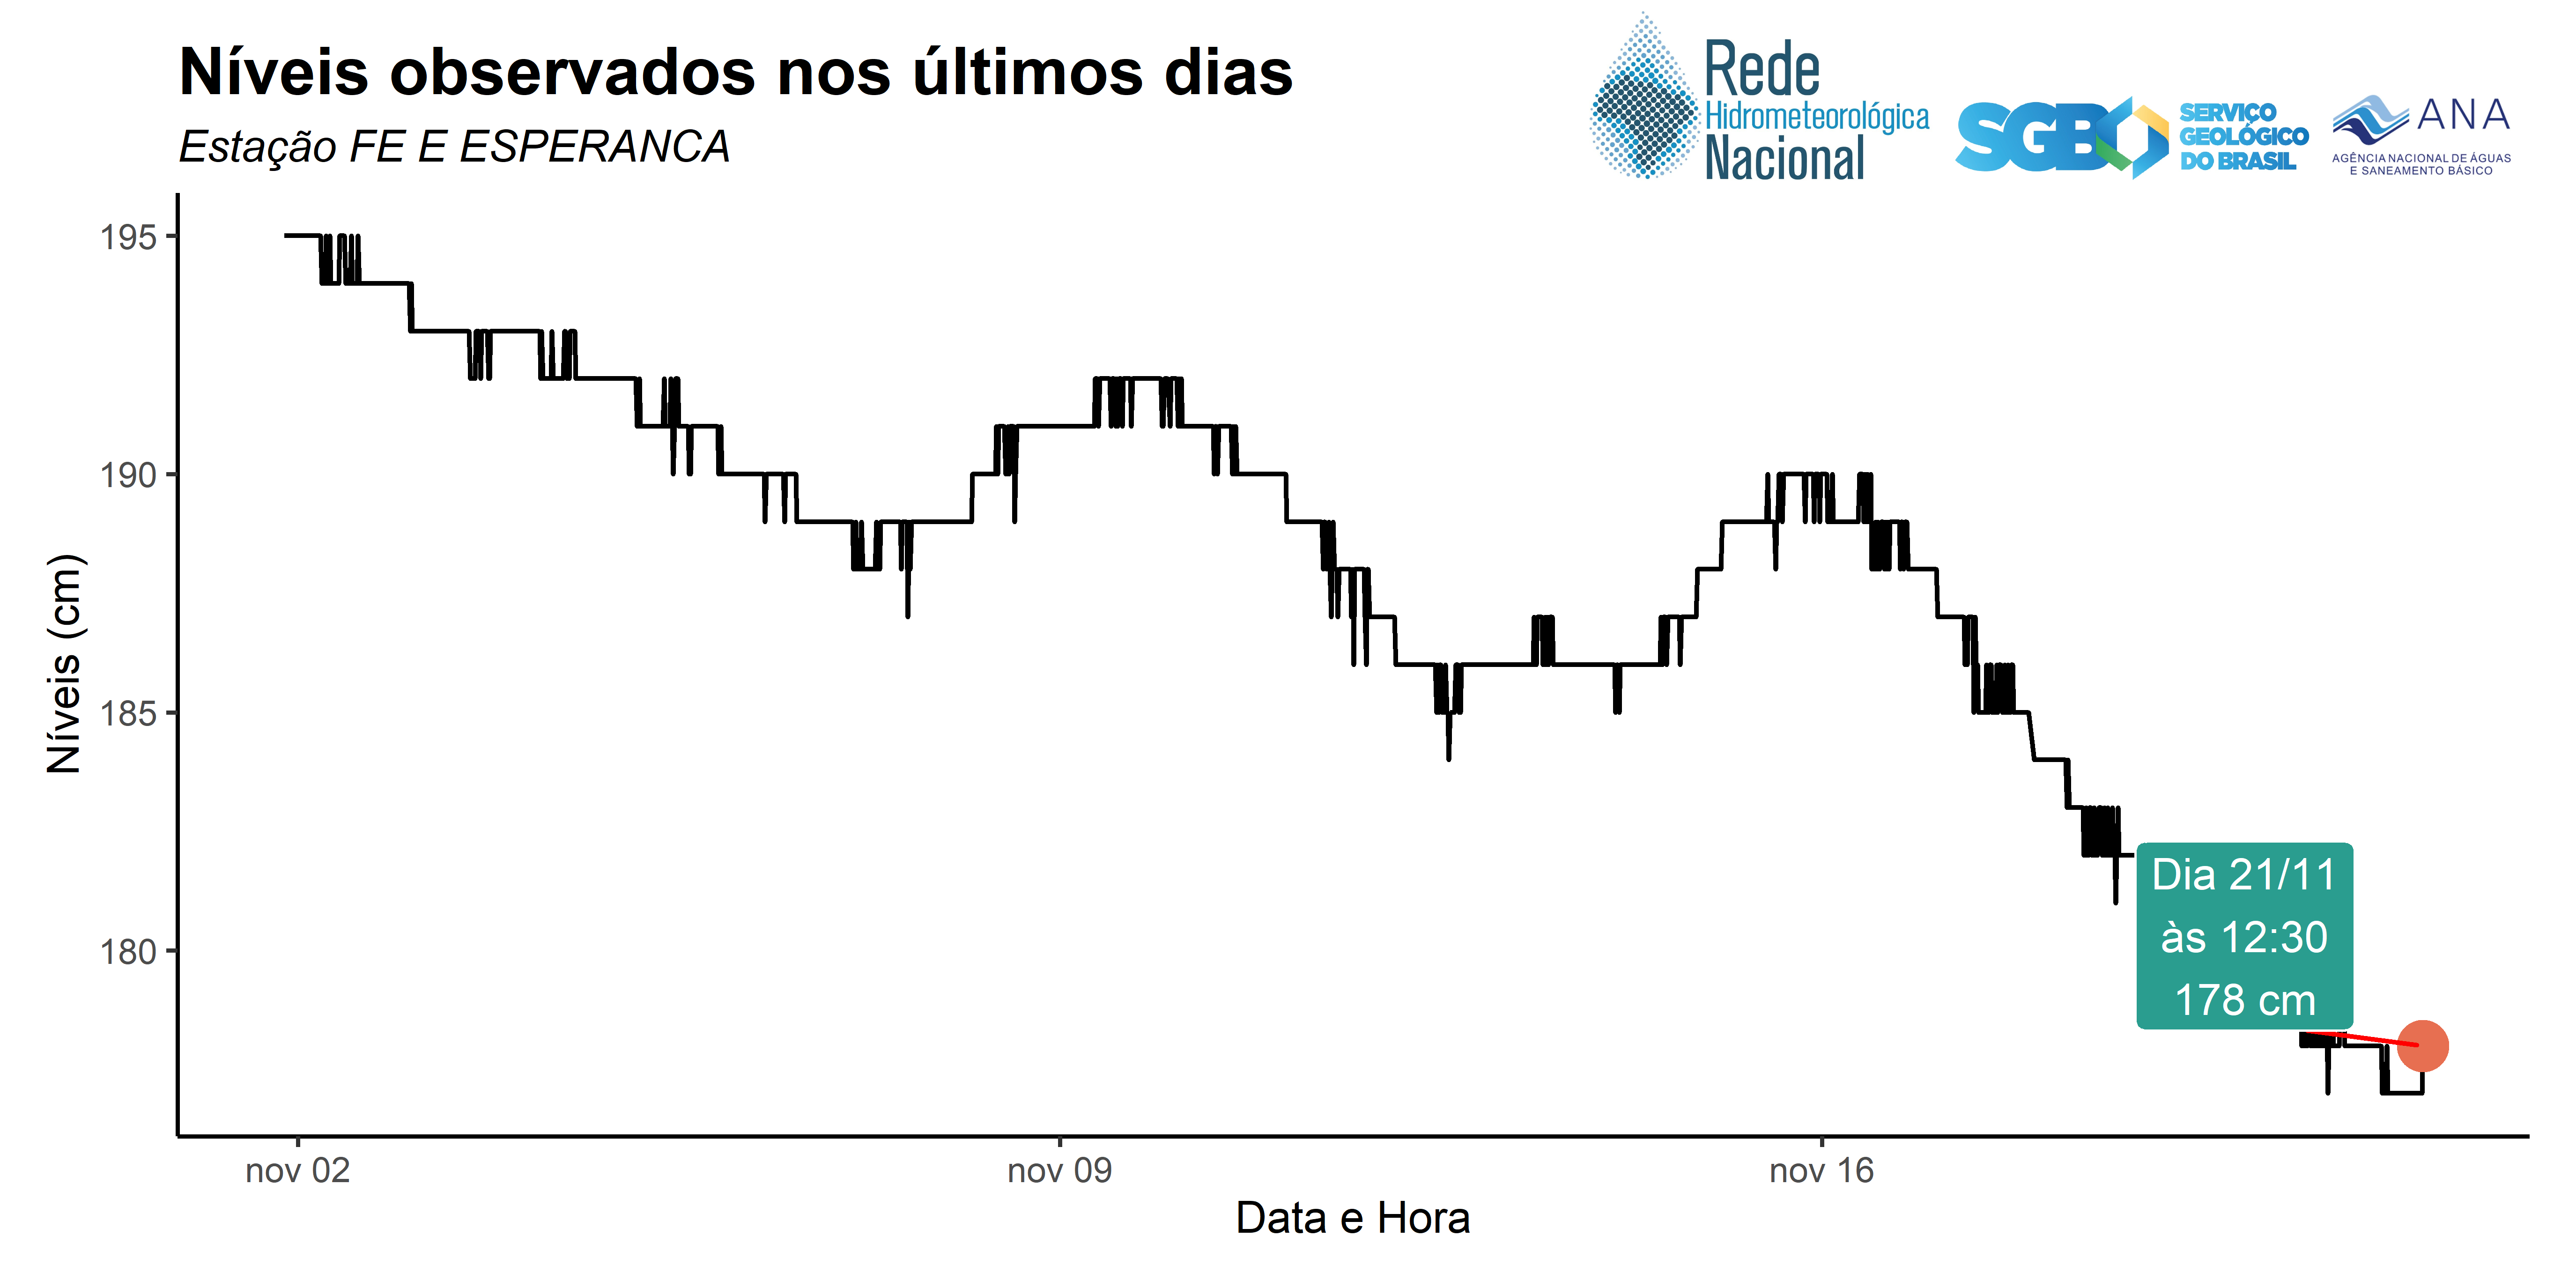 Níveis observados nos últimos dias
Estação FE E ESPERANCA
Rede
Hidrometeorológica
Nacional
SGB
SERVIÇO
GEOLÓGICO
DO BRASIL
ANA
AGÊNCIA NACIONAL DE ÁGUAS
E SANEAMENTO BÁSICO
Níveis (cm)
195
190
185
180
Dia 21/11
às 12:30
178 cm
nov 02
nov 09
nov 16
Data e Hora